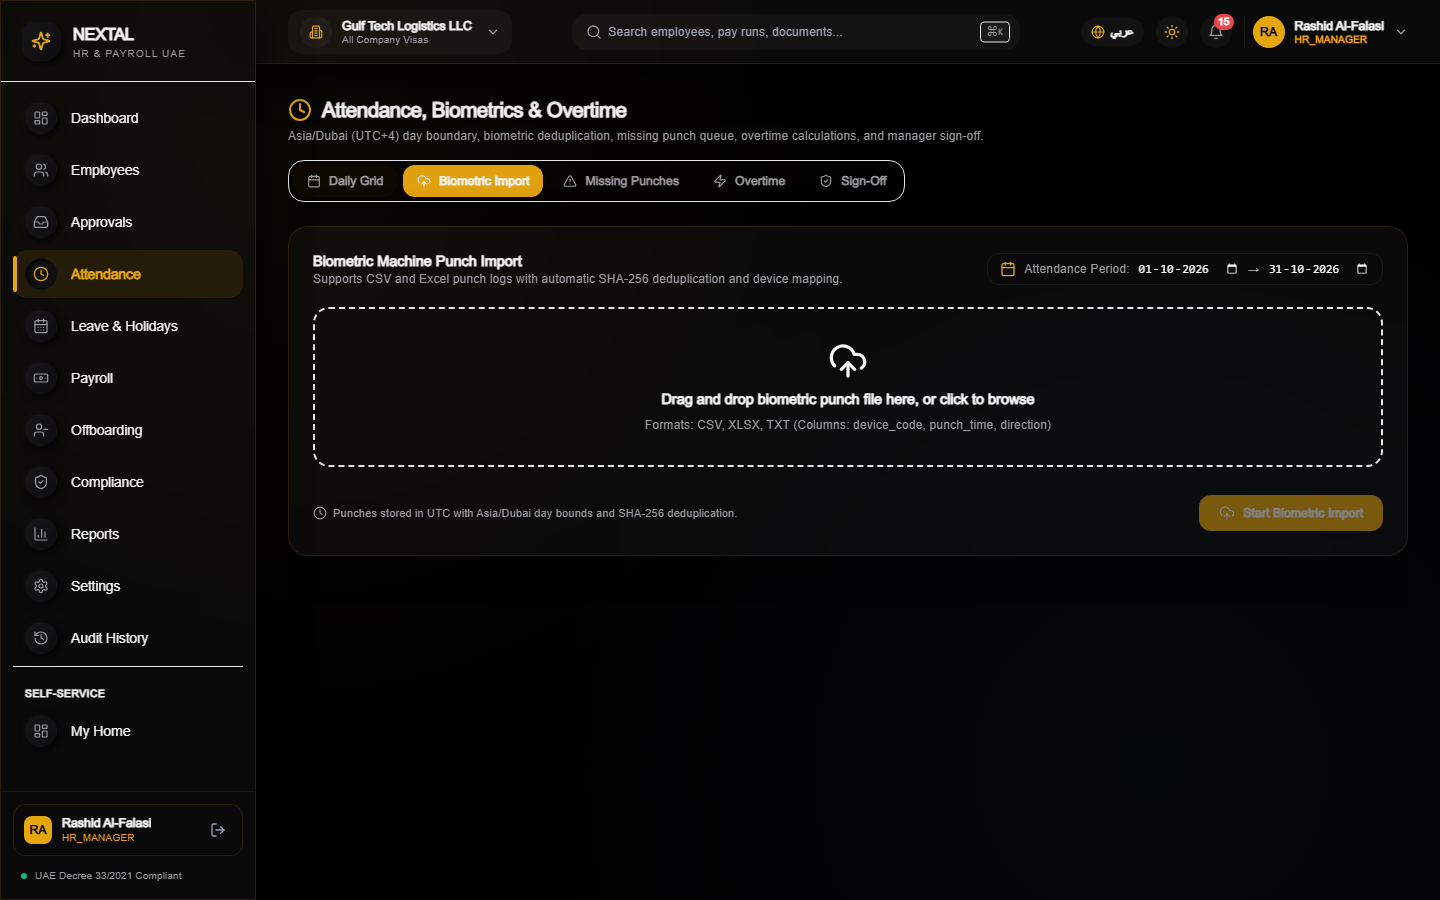 NEXTAL
HR & PAYROLL UAE
Gulf Tech Logistics LLC
All Company Visas
Search employees, pay runs, documents...
⌘K
عربي
15
RA
Rashid Al-Falasi
HR_MANAGER
Dashboard
Employees
Approvals
Attendance
Leave & Holidays
Payroll
Offboarding
Compliance
Reports
Settings
Audit History
SELF-SERVICE
My Home
RA
Rashid Al-Falasi
HR_MANAGER
UAE Decree 33/2021 Compliant
Attendance, Biometrics & Overtime
Asia/Dubai (UTC+4) day boundary, biometric deduplication, missing punch queue, overtime calculations, and manager sign-off.
Daily Grid
Biometric Import
Missing Punches
Overtime
Sign-Off
Biometric Machine Punch Import
Supports CSV and Excel punch logs with automatic SHA-256 deduplication and device mapping.
Attendance Period: 01-10-2026 → 31-10-2026
Drag and drop biometric punch file here, or click to browse
Formats: CSV, XLSX, TXT (Columns: device_code, punch_time, direction)
Punches stored in UTC with Asia/Dubai day bounds and SHA-256 deduplication.
Start Biometric Import